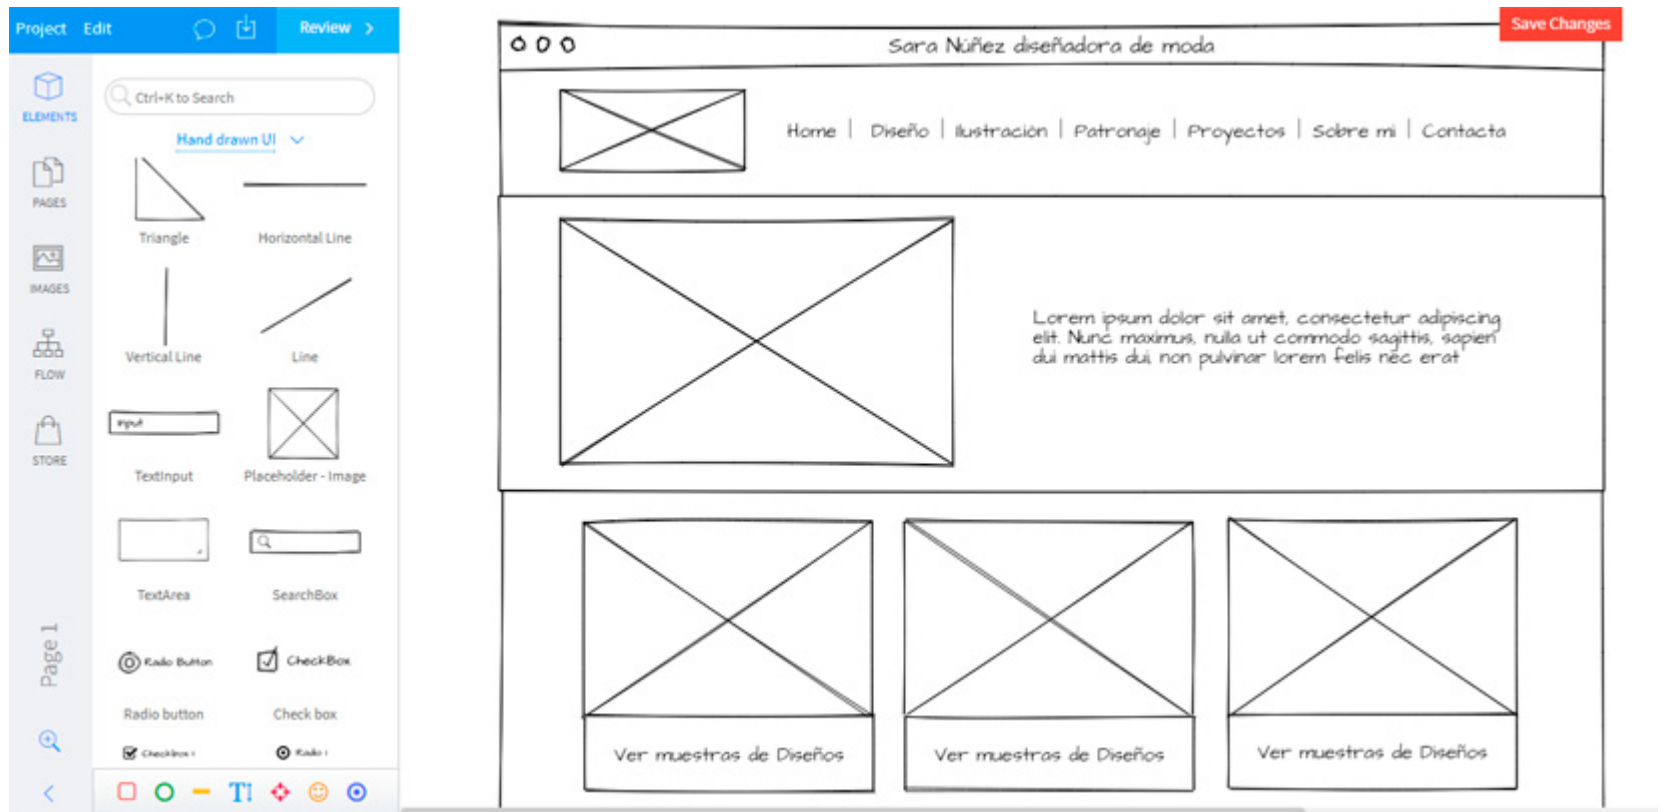 Project Edit Review >
ELEMENTS
PAGES
IMAGES
FLOW
STORE
Page 1
Ctrl+K to Search
Hand drawn UI
Triangle Horizontal Line
Vertical Line Line
Input
TextInput Placeholder - Image
TextArea SearchBox
Radio Button CheckBox
Radio button Check box
Checkbox 1 Radio 1
T
Save Changes
Sara Núñez diseñadora de moda
Home | Diseño | Ilustración | Patronaje | Proyectos | Sobre mi | Contacta
Lorem ipsum dolor sit amet, consectetur adipiscing
elit. Nunc maximus, nulla ut commodo sagittis, sapien
dui mattis dui, non pulvinar lorem felis nec erat
Ver muestras de Diseños Ver muestras de Diseños Ver muestras de Diseños